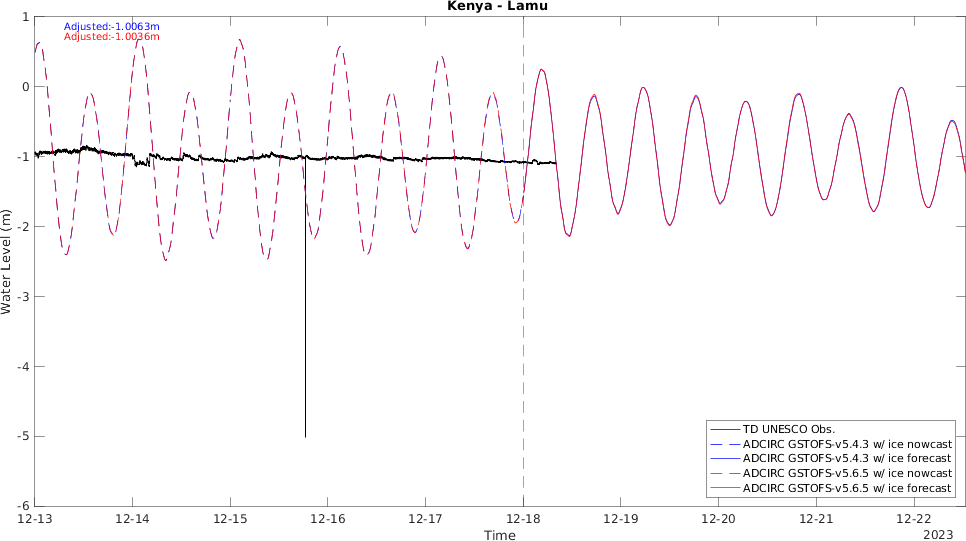 Kenya - Lamu
Adjusted:-1.0063m
Adjusted:-1.0036m
1
0
-1
-2
-3
-4
-5
-6
Water Level (m)
TD UNESCO Obs.
ADCIRC GSTOFS-v5.4.3 w/ ice nowcast
ADCIRC GSTOFS-v5.4.3 w/ ice forecast
ADCIRC GSTOFS-v5.6.5 w/ ice nowcast
ADCIRC GSTOFS-v5.6.5 w/ ice forecast
12-13 12-14 12-15 12-16 12-17 12-18 12-19 12-20 12-21 12-22
Time
2023